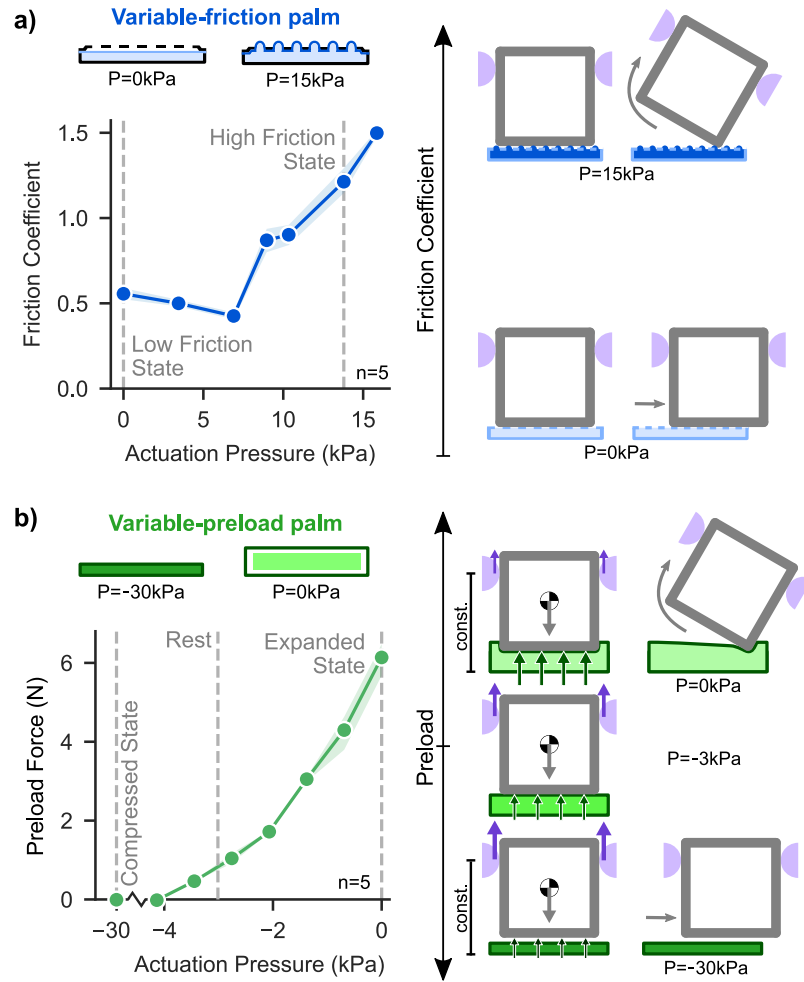 a)
Variable-friction palm
P=0kPa
P=15kPa
High Friction
State
Low Friction
State
n=5
1.5
1.0
0.5
0.0
0
5
10
15
Friction Coefficient
Actuation Pressure (kPa)
Friction Coefficient
P=15kPa
P=0kPa
b)
Variable-preload palm
P=−30kPa
P=0kPa
Rest
Expanded
State
Compressed State
n=5
6
4
2
0
−30
−4
−2
0
Preload Force (N)
Actuation Pressure (kPa)
Preload
const.
P=0kPa
P=−3kPa
const.
P=−30kPa